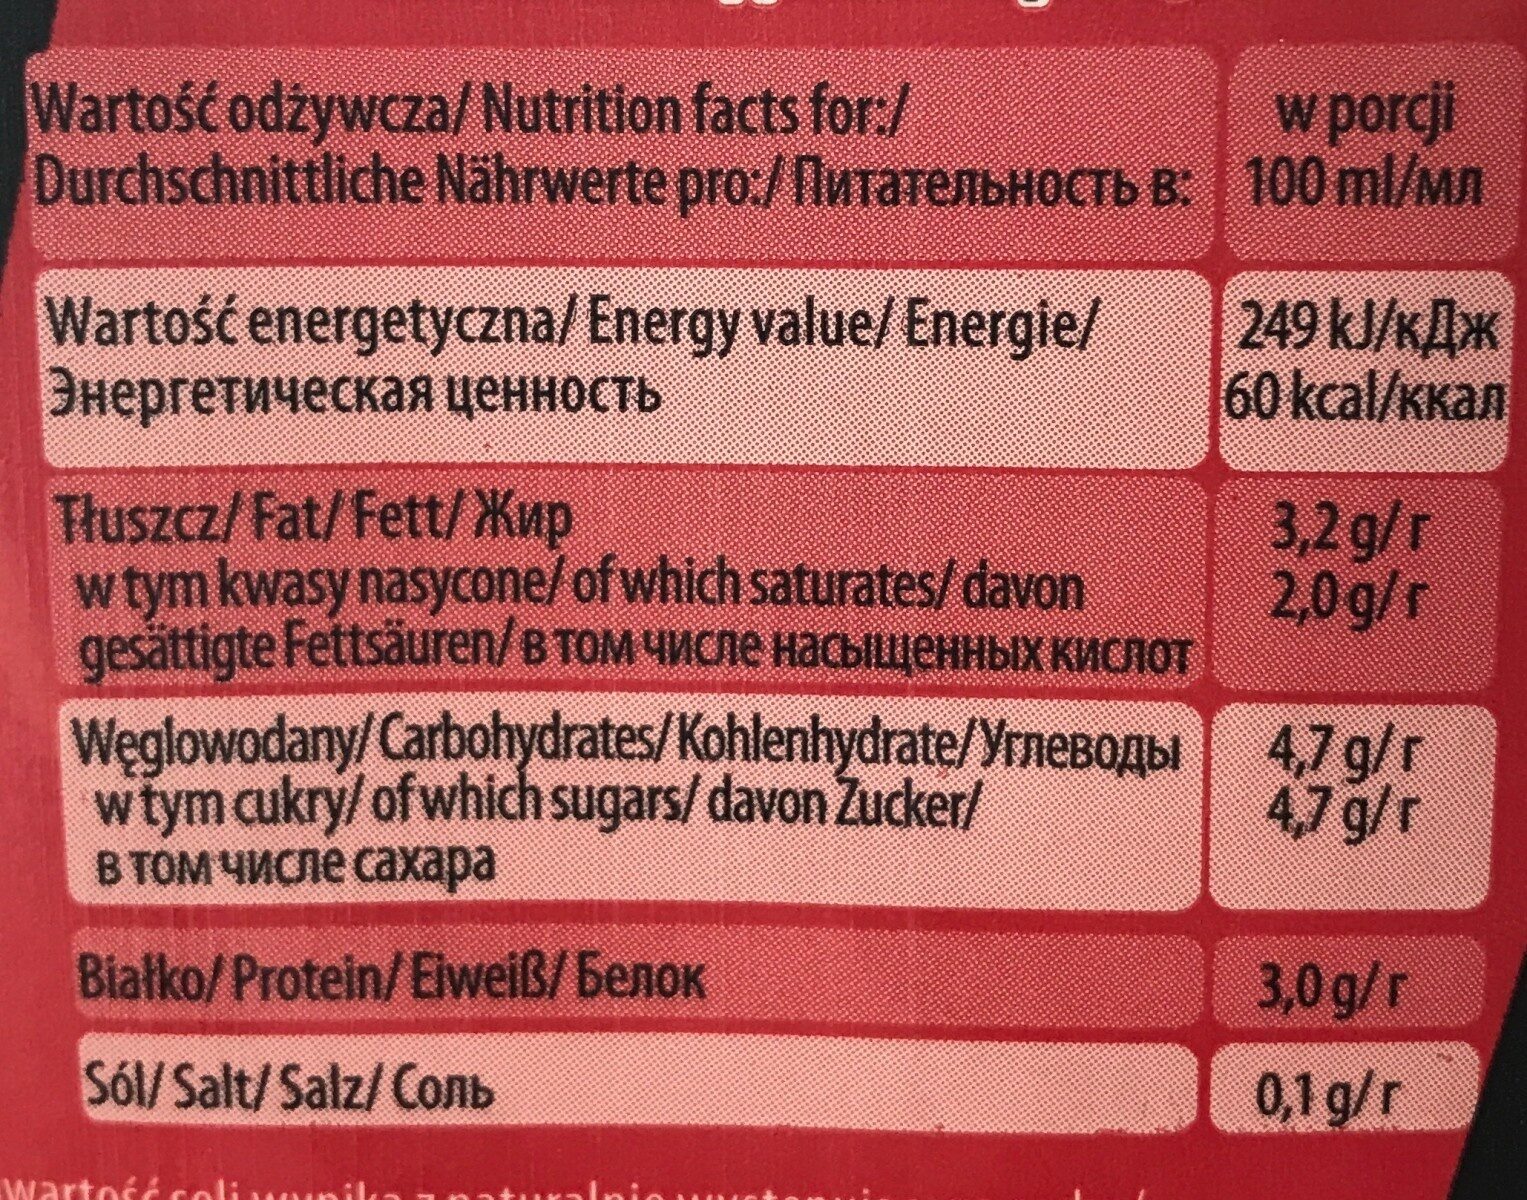 Wartość odżywcza/ Nutrition facts for:/
Durchschnittliche Nährwerte pro:/ Питательность в:
w porcji
100 ml/мл
Wartość energetyczna/ Energy value/ Energie/
Энергетическая ценность
249 kJ/кДж
60 kcal/ккал
Tłuszcz/ Fat/ Fett/ Жир
3,2 g/ г
w tym kwasy nasycone/ of which saturates/ davon
2,0 g/ г
gesättigte Fettsäuren/ в том числе насыщенных кислот
Węglowodany/ Carbohydrates/ Kohlenhydrate/ Углеводы
4,7 g/ г
w tym cukry/ of which sugars/ davon Zucker/
4,7 g/ г
в том числе сахара
Białko/ Protein/ Eiweiß/ Белок
3,0 g/ г
Sól/ Salt/ Salz/ Соль
0,1 g/ г
soli wynika z naturalnie